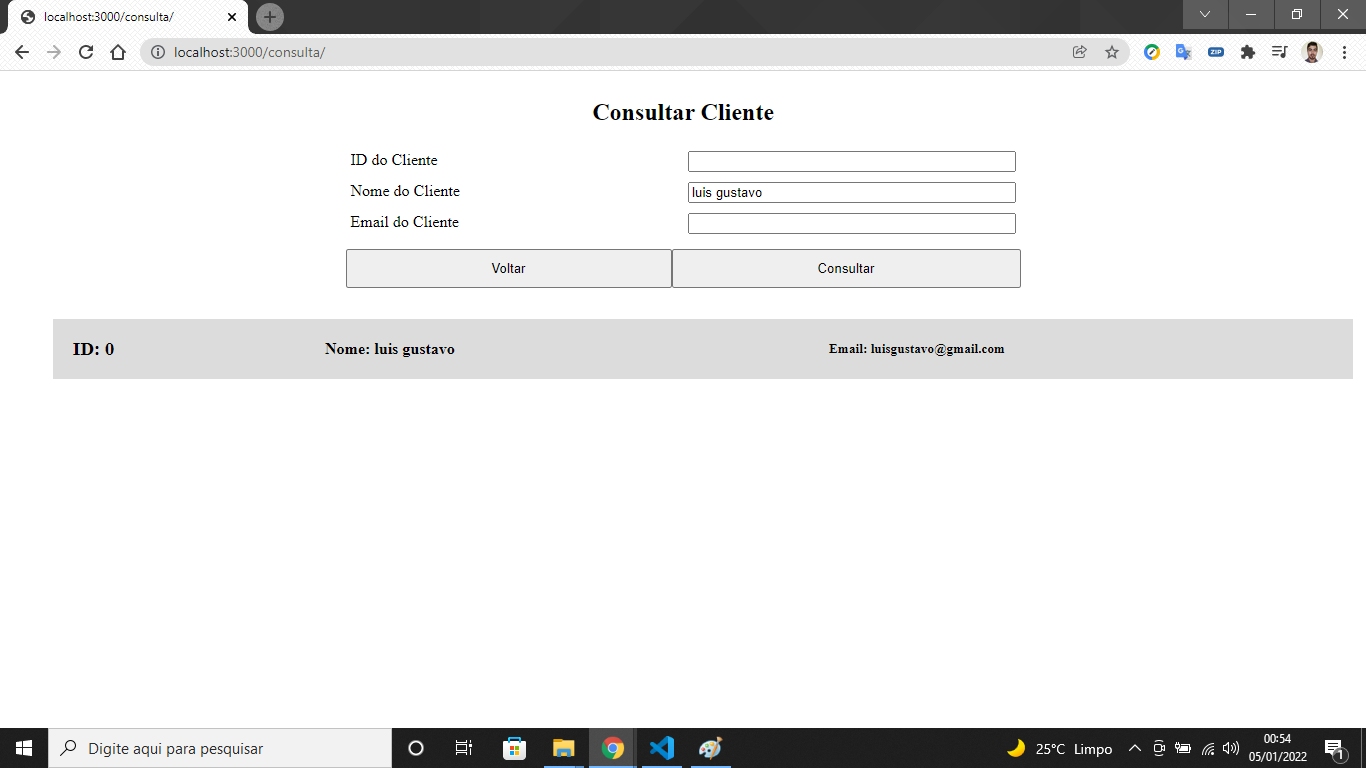 localhost:3000/consulta/
localhost:3000/consulta/
ZIP
Consultar Cliente
ID do Cliente
Nome do Cliente luis gustavo
Email do Cliente
Voltar Consultar
ID: 0 Nome: luis gustavo Email: luisgustavo@gmail.com
Digite aqui para pesquisar
25°C Limpo
00:54
05/01/2022
1